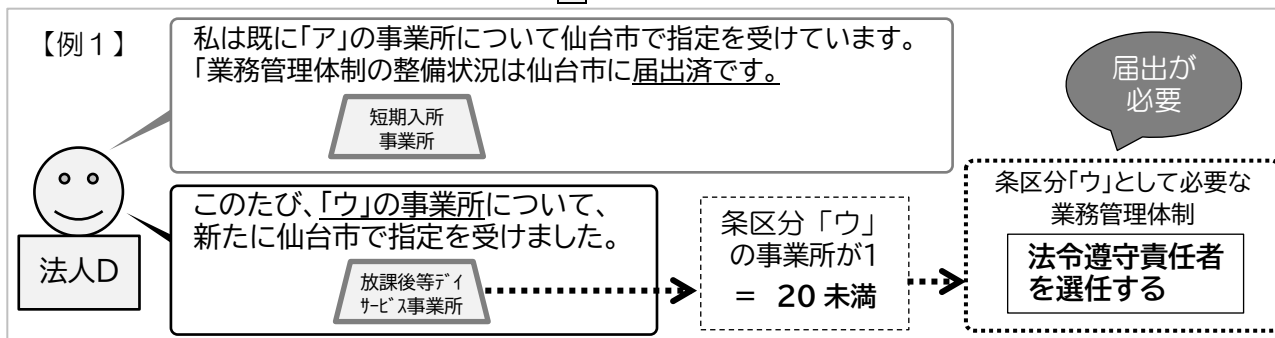 【例１】
私は既に「ア」の事業所について仙台市で指定を受けています。
「業務管理体制の整備状況は仙台市に届出済です。
短期入所
事業所
届出が
必要
このたび、「ウ」の事業所について、
新たに仙台市で指定を受けました。
放課後等ﾃﾞｲ
ｻｰﾋﾞｽ事業所
法人D
条区分「ウ」
の事業所が1
＝ 20 未満
条区分「ウ」として必要な
業務管理体制
法令遵守責任者
を選任する